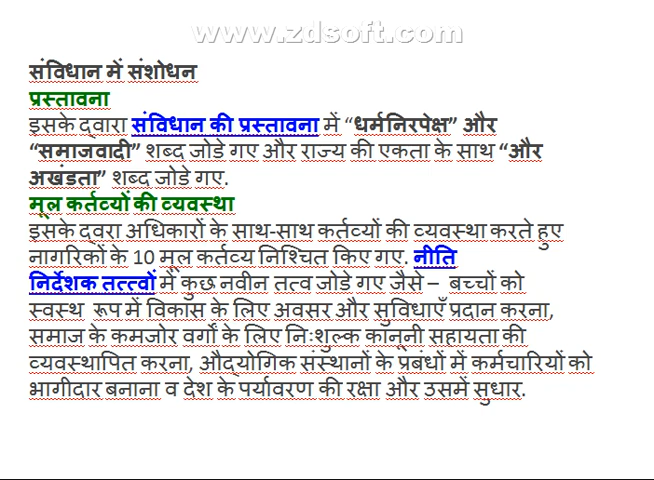 www.zdsoft.com
संविधान में संशोधन
प्रस्तावना
इसके द्वारा संविधान की प्रस्तावना में “धर्मनिरपेक्ष” और
“समाजवादी” शब्द जोडे गए और राज्य की एकता के साथ “और
अखंडता” शब्द जोडे गए.
मूल कर्तव्यों की व्यवस्था
इसके द्वरा अधिकारों के साथ-साथ कर्तव्यों की व्यवस्था करते हुए
नागरिकों के 10 मूल कर्तव्य निश्चित किए गए. नीति
निर्देशक तत्त्वों में कुछ नवीन तत्व जोडे गए जैसे – बच्चों को
स्वस्थ रूप में विकास के लिए अवसर और सुविधाएँ प्रदान करना,
समाज के कमजोर वर्गों के लिए निःशुल्क कानूनी सहायता की
व्यवस्थापित करना, औद्योगिक संस्थानों के प्रबंधों में कर्मचारियों को
भागीदार बनाना व देश के पर्यावरण की रक्षा और उसमें सुधार.